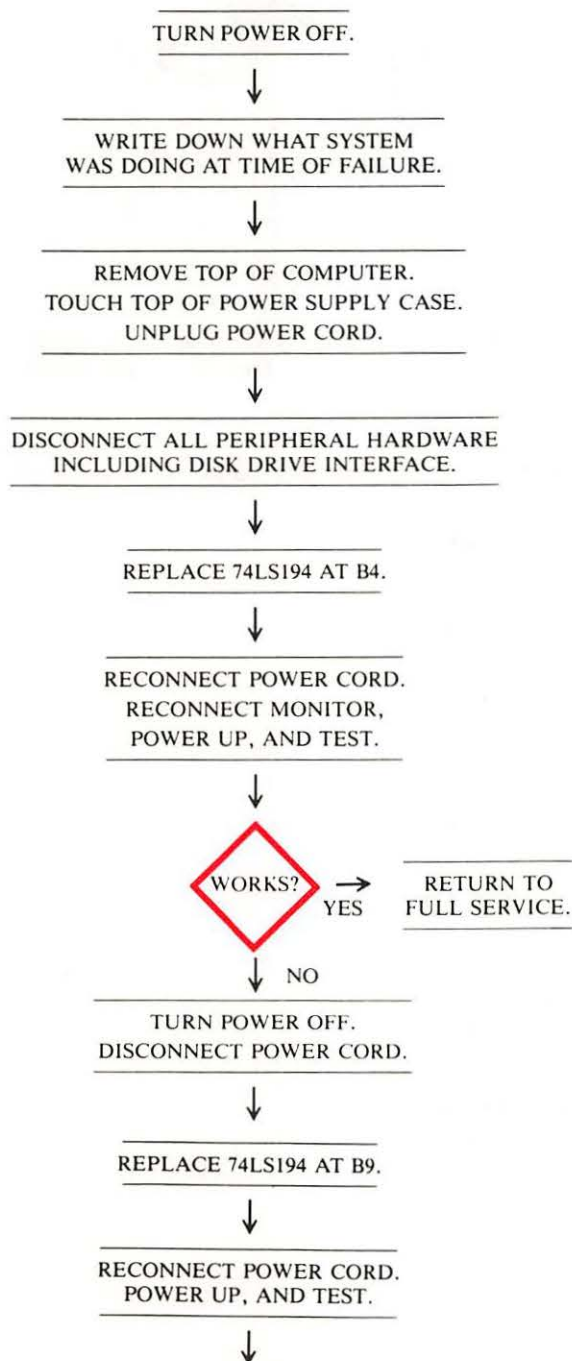 TURN POWER OFF.
WRITE DOWN WHAT SYSTEM
WAS DOING AT TIME OF FAILURE.
REMOVE TOP OF COMPUTER.
TOUCH TOP OF POWER SUPPLY CASE.
UNPLUG POWER CORD.
DISCONNECT ALL PERIPHERAL HARDWARE
INCLUDING DISK DRIVE INTERFACE.
REPLACE 74LS194 AT B4.
RECONNECT POWER CORD.
RECONNECT MONITOR,
POWER UP, AND TEST.
WORKS?
YES
RETURN TO
FULL SERVICE.
NO
TURN POWER OFF.
DISCONNECT POWER CORD.
REPLACE 74LS194 AT B9.
RECONNECT POWER CORD.
POWER UP, AND TEST.